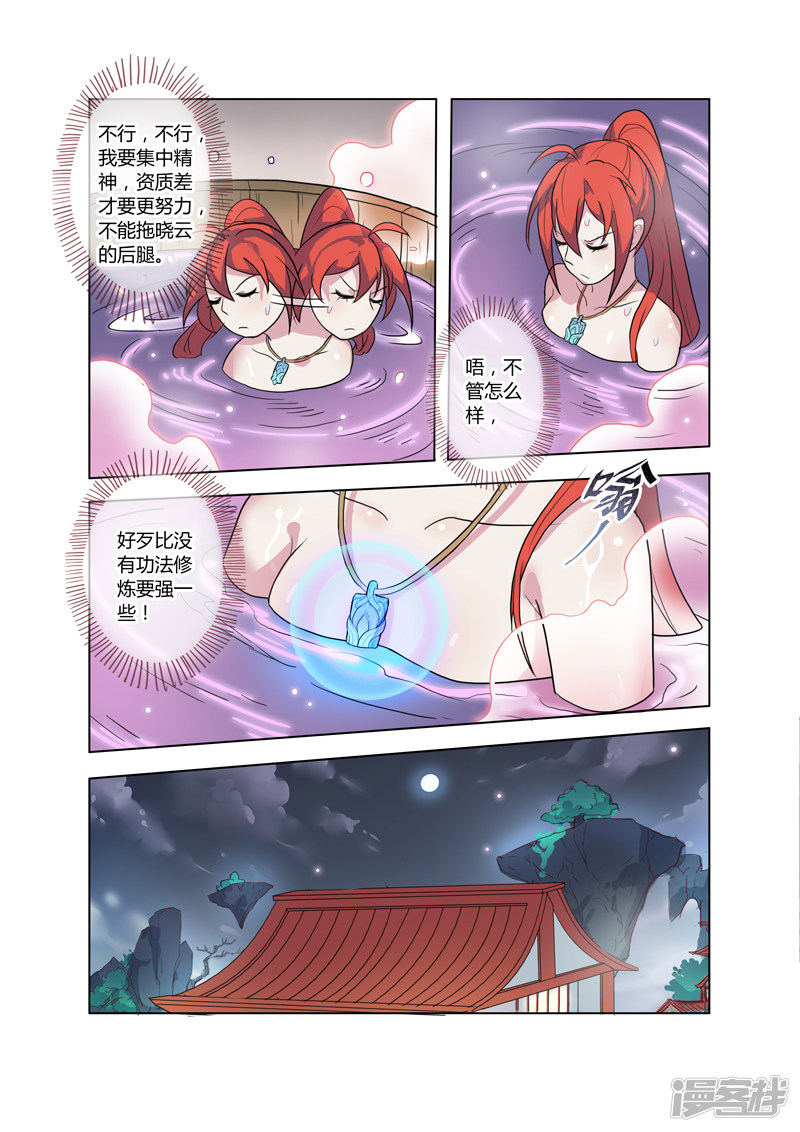 不行，不行，
我要集中精
神，资质差
才要更努力，
不能拖晓云
的后腿。
唔，不
管怎么
样，
好歹比没
有功法修
炼要强一
些！
嗡
漫客栈